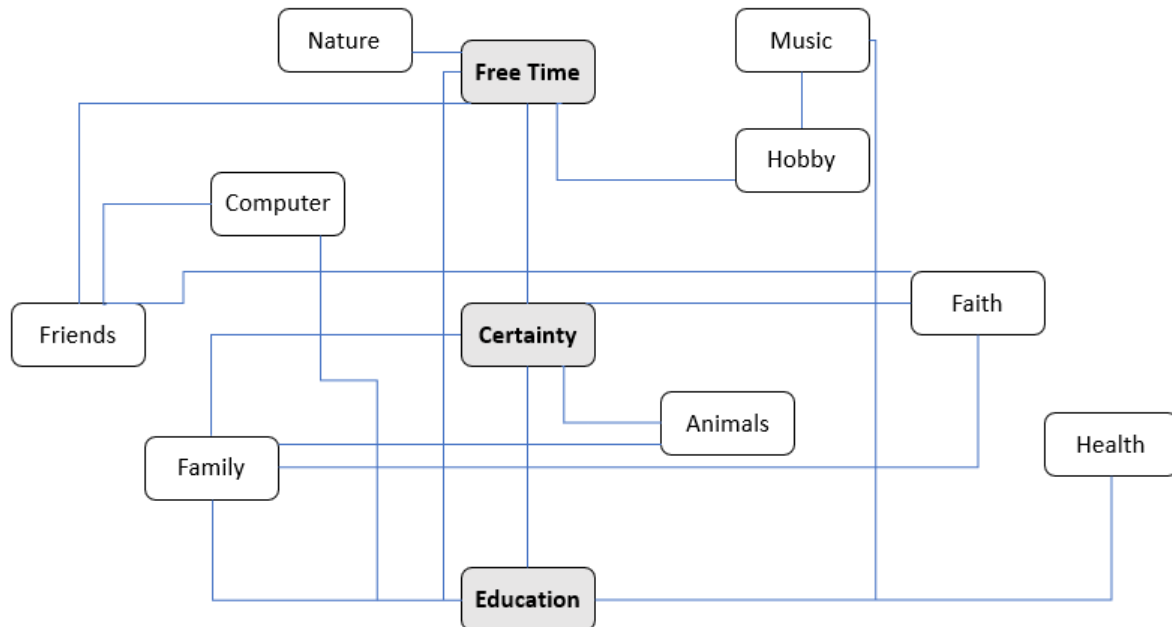 Nature
Music
Free Time
Hobby
Computer
Faith
Friends
Certainty
Animals
Health
Family
Education